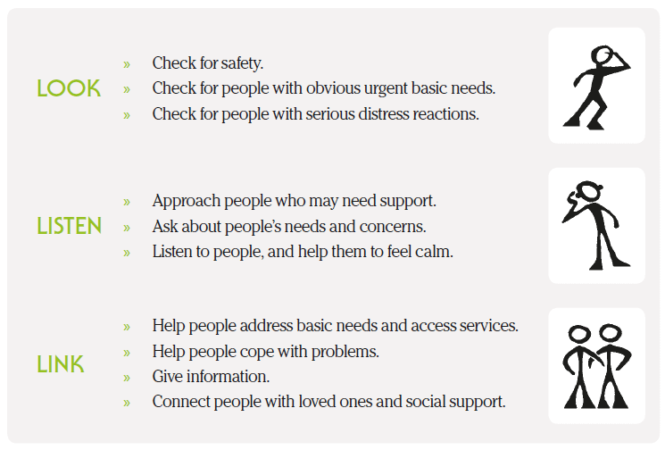 LOOK
» Check for safety.
» Check for people with obvious urgent basic needs.
» Check for people with serious distress reactions.
LISTEN
» Approach people who may need support.
» Ask about people’s needs and concerns.
» Listen to people, and help them to feel calm.
LINK
» Help people address basic needs and access services.
» Help people cope with problems.
» Give information.
» Connect people with loved ones and social support.